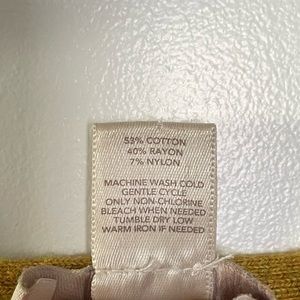 53% COTTON
40% RAYON
7% NYLON
MACHINE WASH COLD
GENTLE CYCLE
ONLY NON-CHLORINE
BLEACH WHEN NEEDED
TUMBLE DRY LOW
WARM IRON IF NEEDED